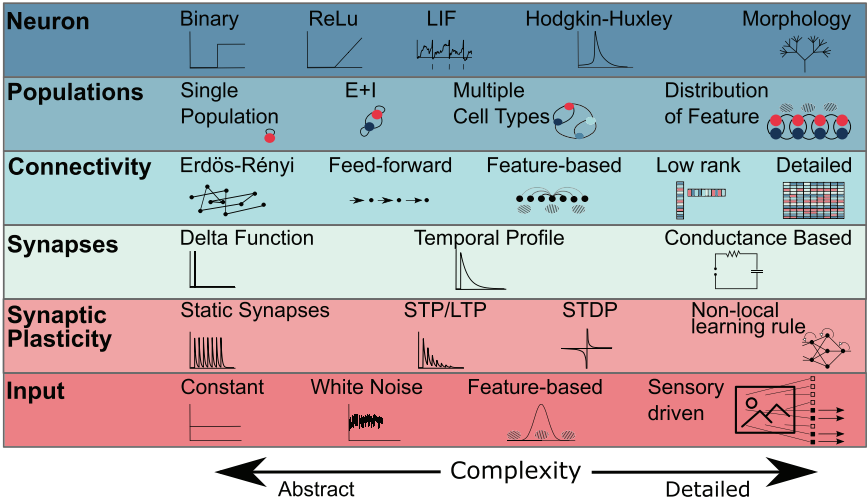 Neuron
Binary
ReLu
LIF
Hodgkin-Huxley
Morphology
Populations
Single
Population
E+I
Multiple
Cell Types
Distribution
of Feature
Connectivity
Erdös-Rényi
Feed-forward
Feature-based
Low rank
Detailed
Synapses
Delta Function
Temporal Profile
Conductance Based
Synaptic
Plasticity
Static Synapses
STP/LTP
STDP
Non-local
learning rule
Input
Constant
White Noise
Feature-based
Sensory
driven
Complexity
Abstract
Detailed